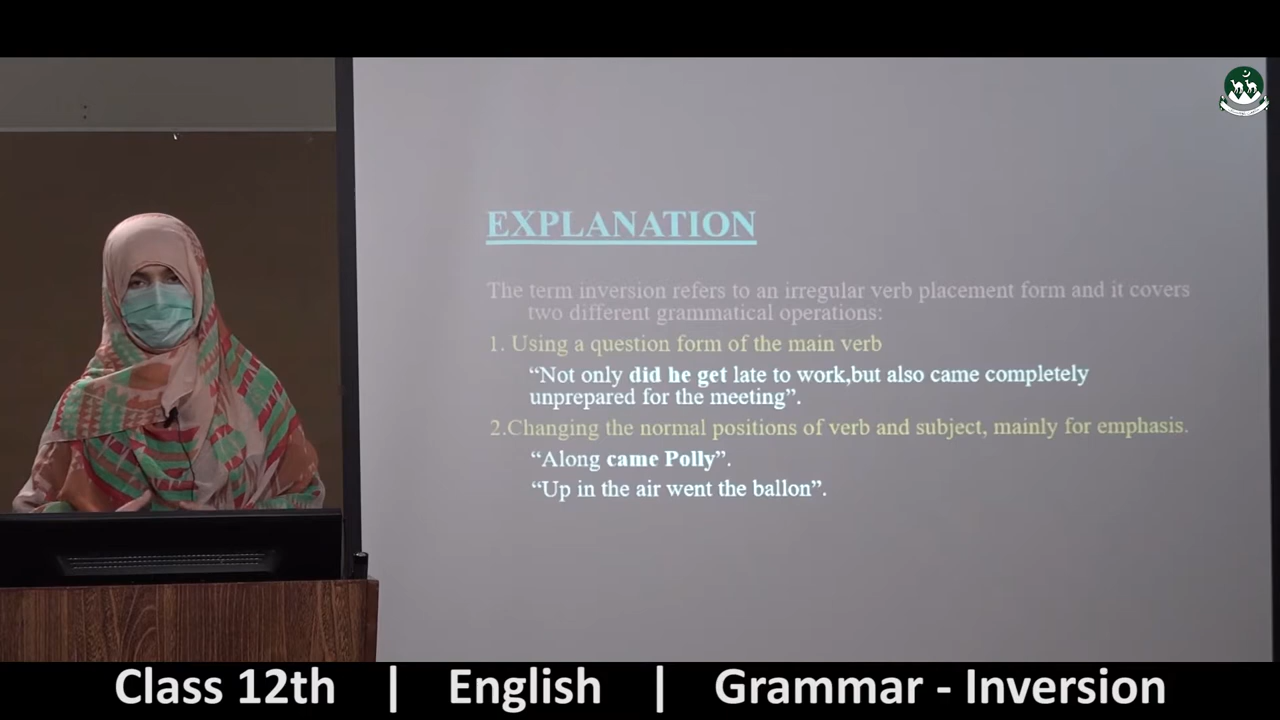 EXPLANATION
The term inversion refers to an irregular verb placement form and it covers
two different grammatical operations:
1. Using a question form of the main verb
“Not only did he get late to work,but also came completely
unprepared for the meeting”.
2.Changing the normal positions of verb and subject, mainly for emphasis.
“Along came Polly”.
“Up in the air went the ballon”.
Class 12th | English | Grammar - Inversion